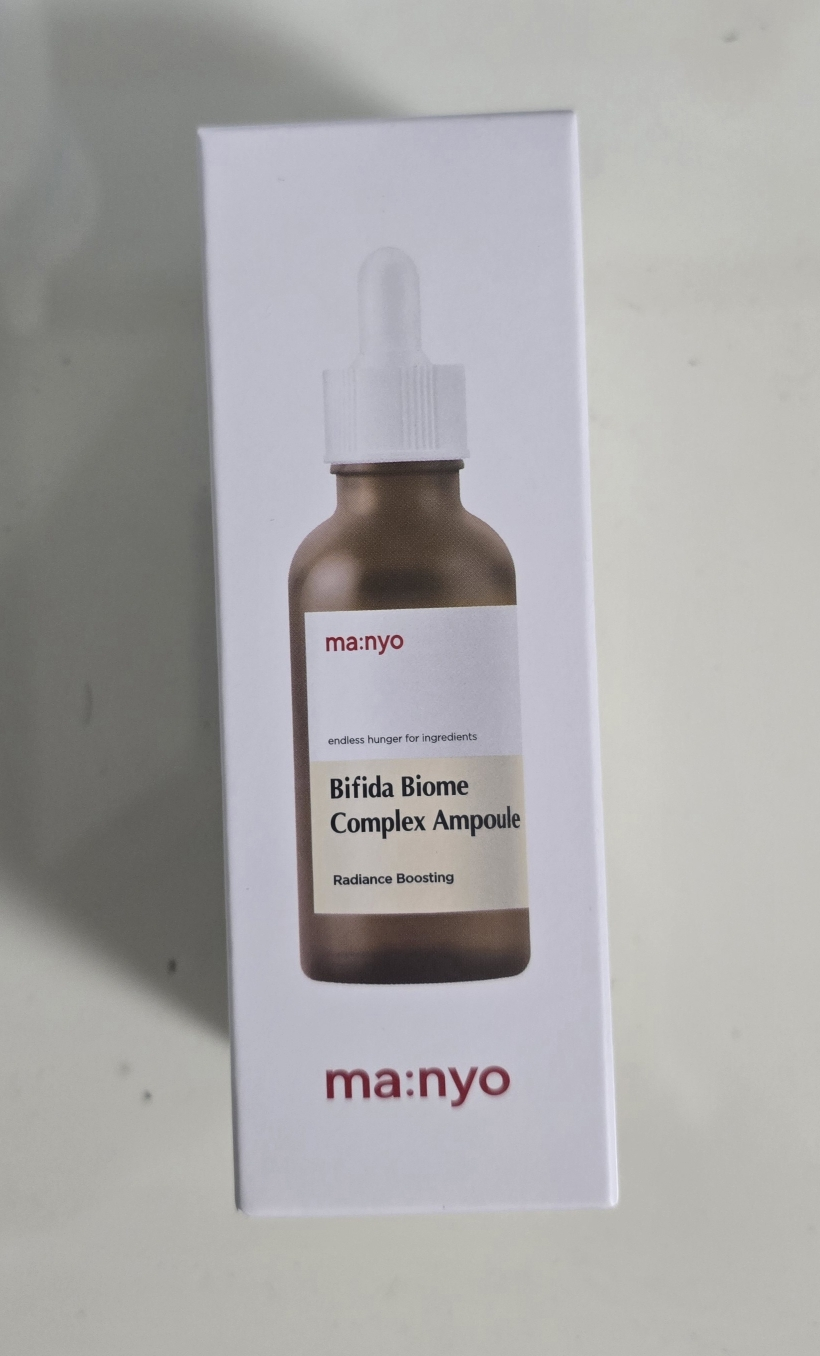 ma:nyo
endless hunger for ingredients
Bifida Biome
Complex Ampoule
Radiance Boosting
ma:nyo